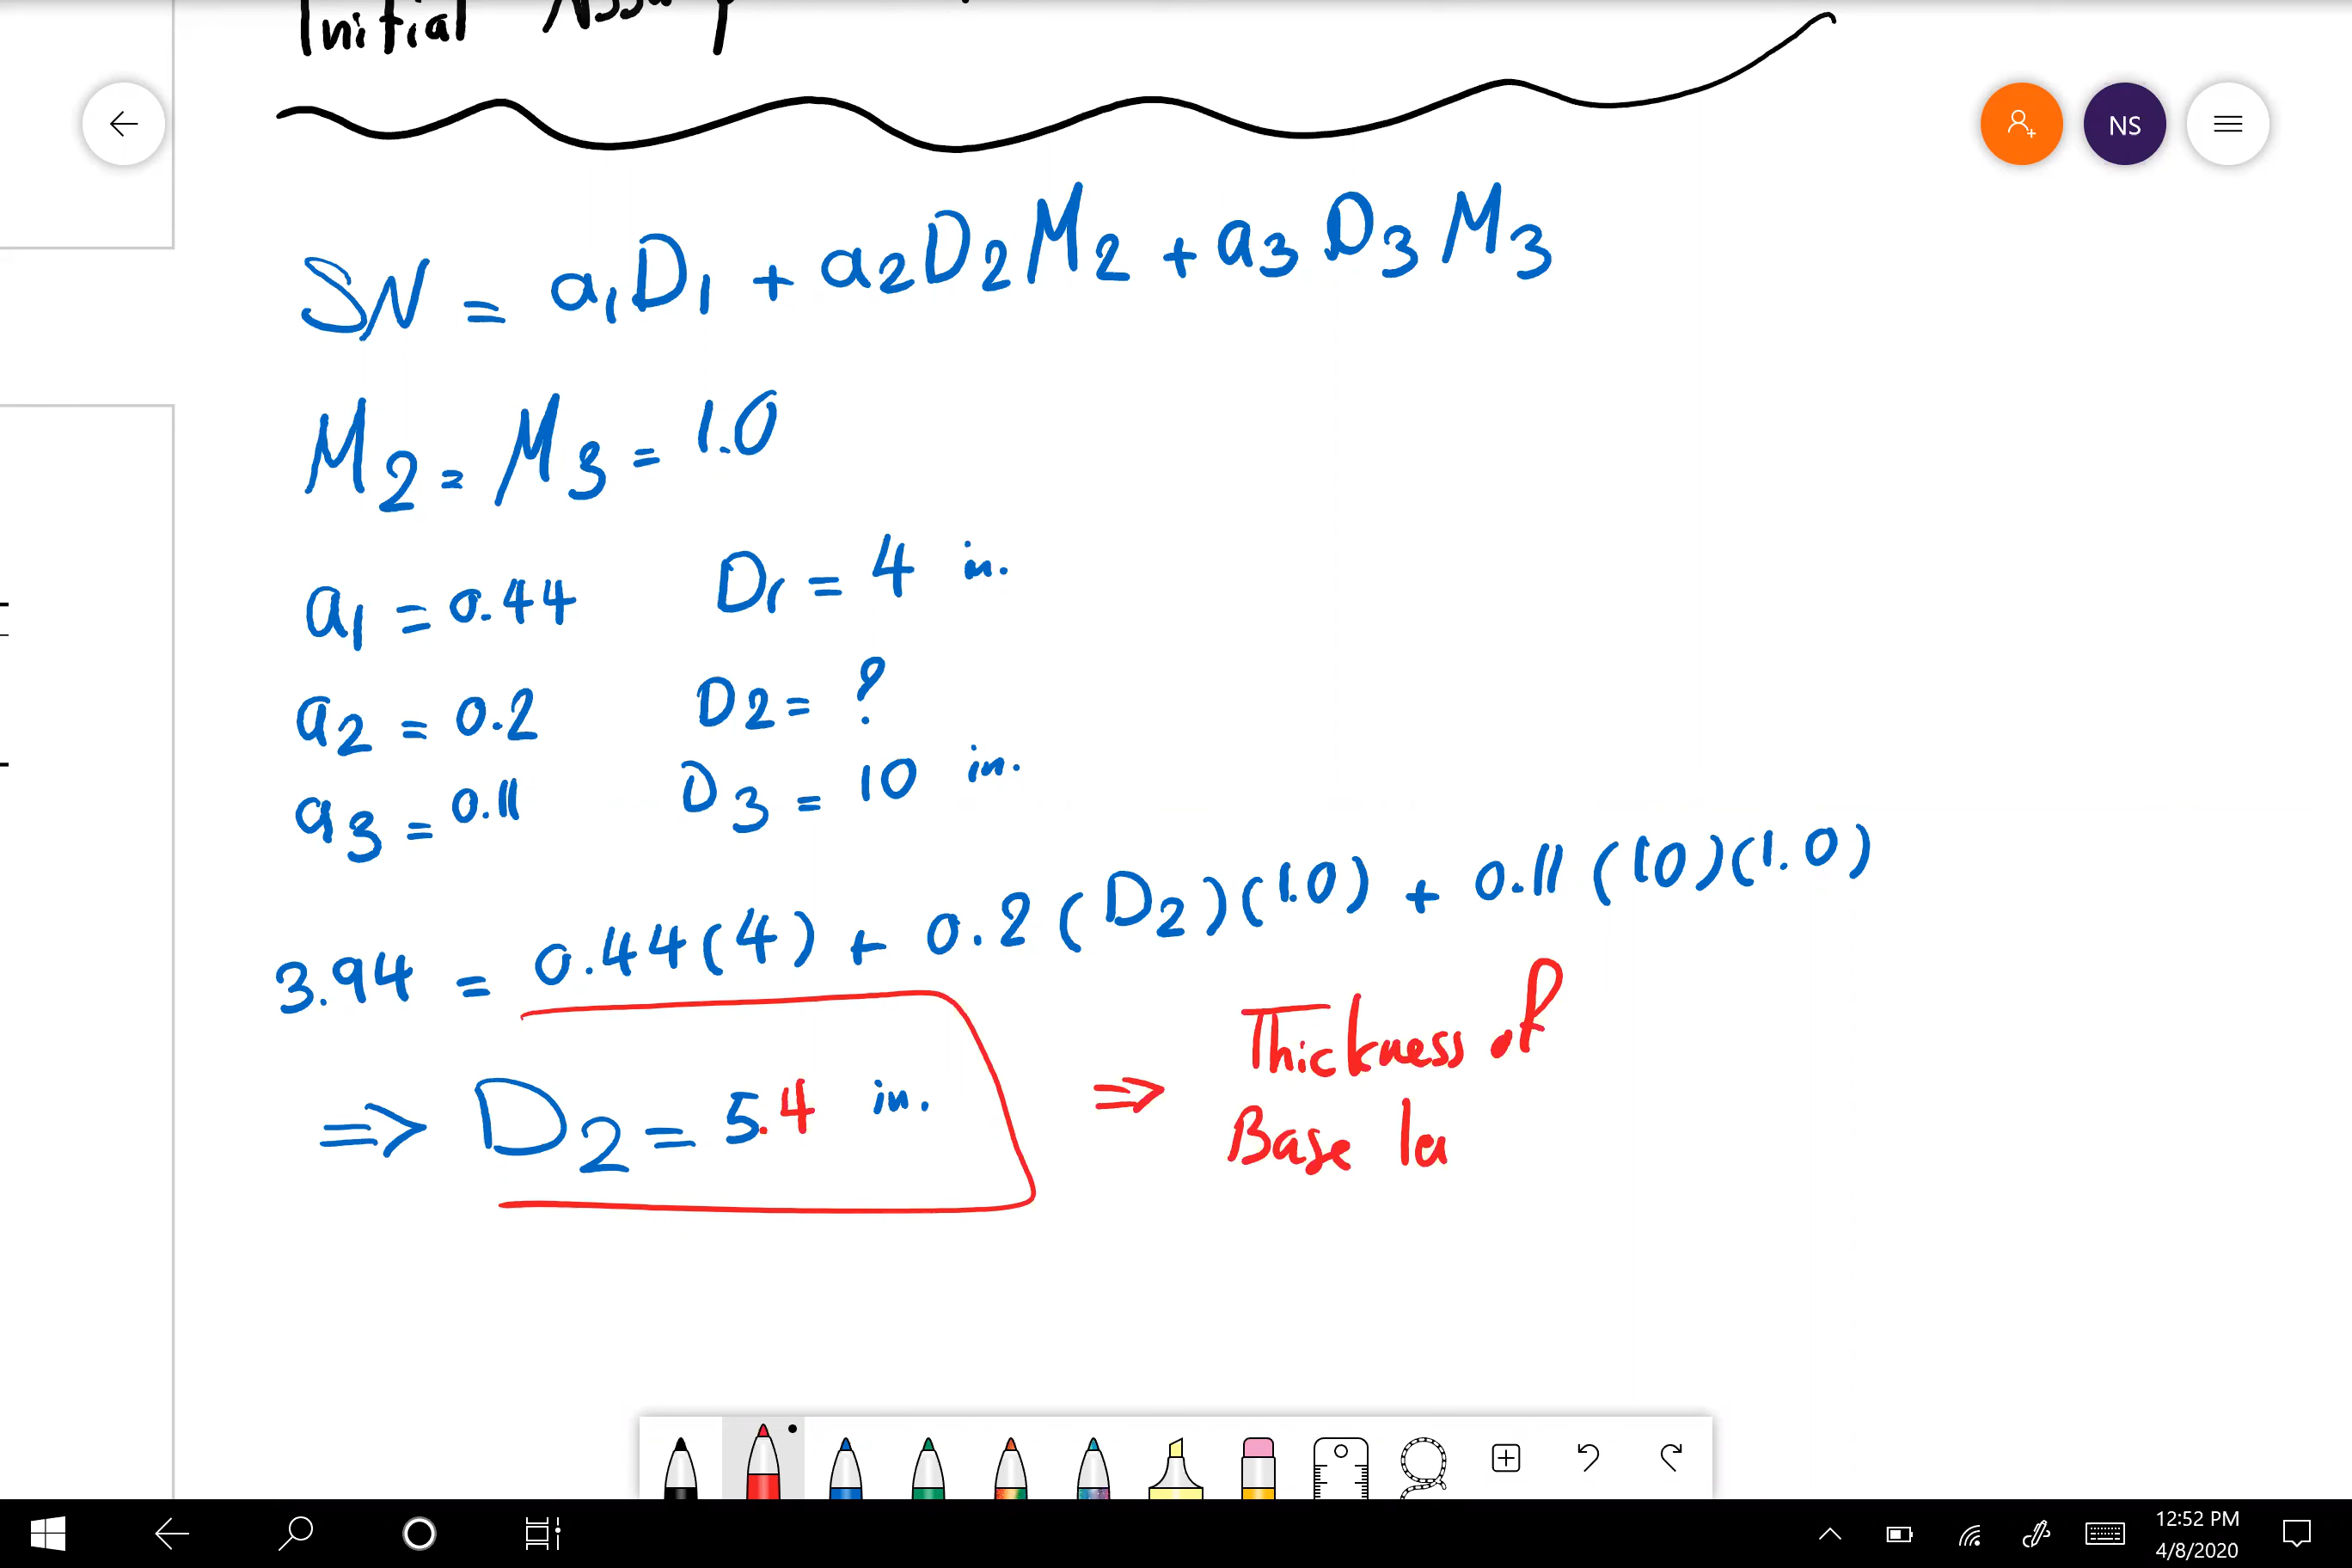 Initial
NS
SN = a1D1 + a2D2M2 + a3D3M3
M2 = M3 = 1.0
a1 = 0.44 D1 = 4 in.
a2 = 0.2 D2 = ?
a3 = 0.11 D3 = 10 in.
3.94 = 0.44(4) + 0.2(D2)(1.0) + 0.11(10)(1.0)
⇒ D2 = 5.4 in. ⇒ Thickness of
Base la
12:52 PM
4/8/2020